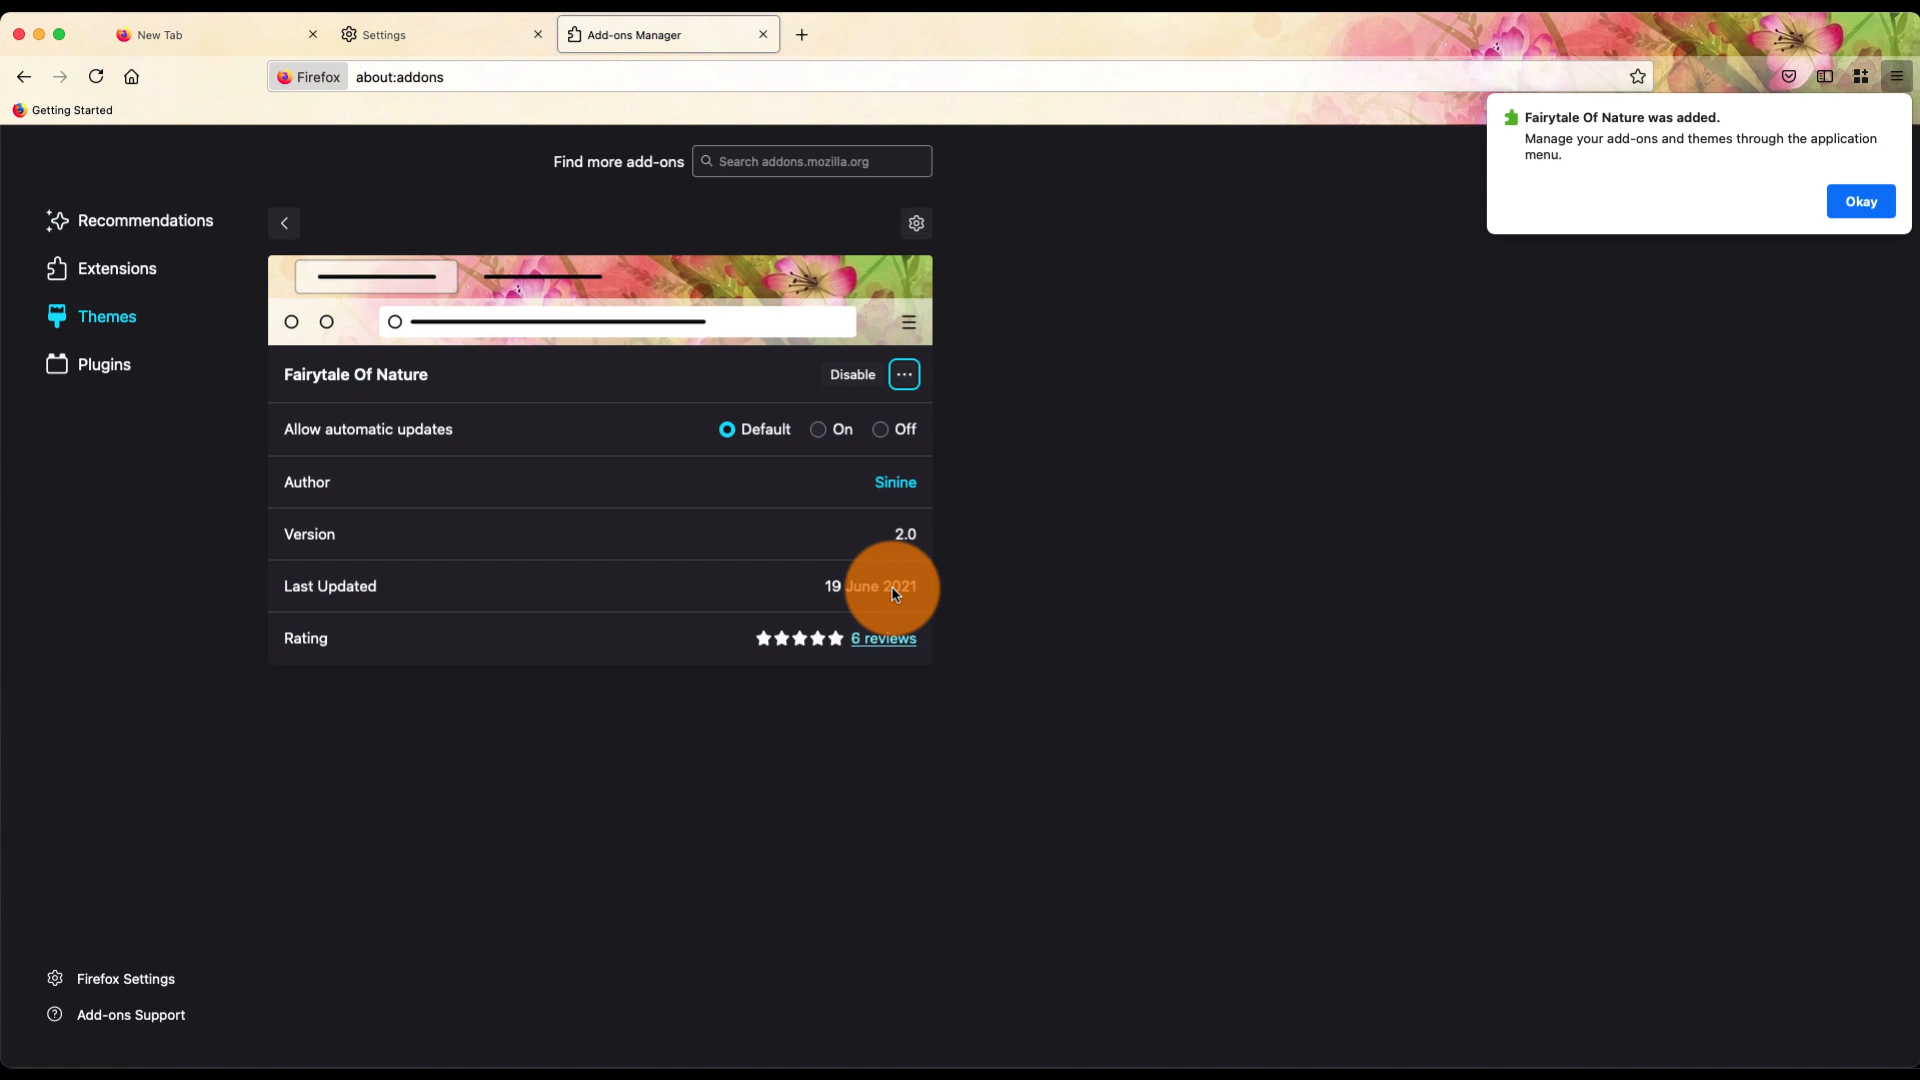 New Tab
Settings
Add-ons Manager
Firefox
about:addons
Getting Started
Fairytale Of Nature was added.
Manage your add-ons and themes through the application
menu.
Okay
Find more add-ons
Search addons.mozilla.org
Recommendations
Extensions
Themes
Plugins
Fairytale Of Nature
Disable
Allow automatic updates
Default
On
Off
Author
Sinine
Version
2.0
Last Updated
19 June 2021
Rating
6 reviews
Firefox Settings
Add-ons Support